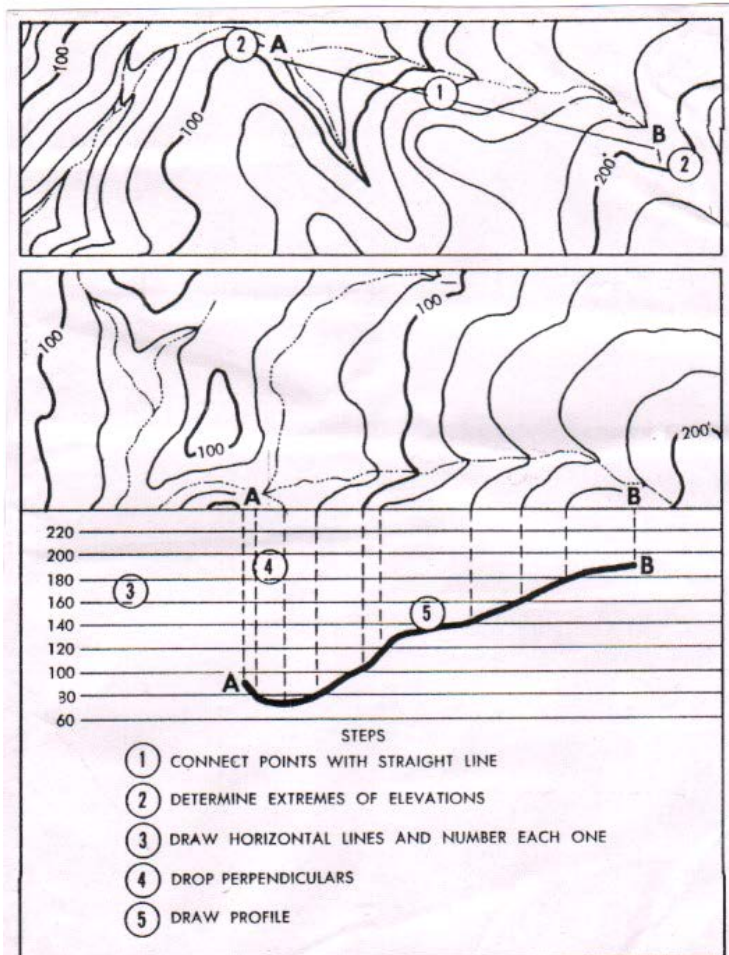 100
2 A
1
100
B
2
200'
100
100
200'
100
A
B
220
200
180
160
140
120
100
80
60
3
4
5
A
B
STEPS
1 CONNECT POINTS WITH STRAIGHT LINE
2 DETERMINE EXTREMES OF ELEVATIONS
3 DRAW HORIZONTAL LINES AND NUMBER EACH ONE
4 DROP PERPENDICULARS
5 DRAW PROFILE